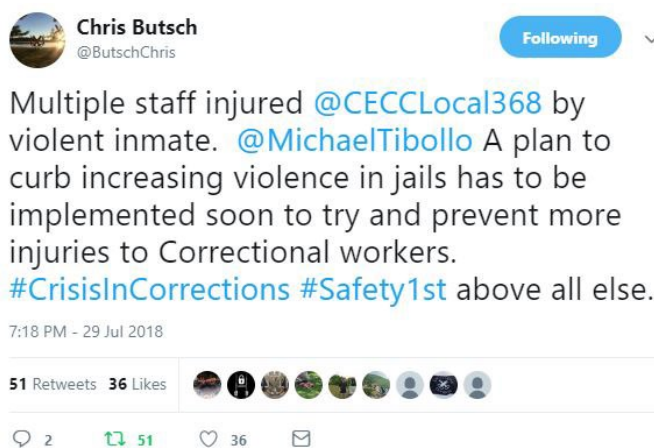 Chris Butsch
@ButschChris
Following
Multiple staff injured @CECCLocal368 by
violent inmate. @MichaelTibollo A plan to
curb increasing violence in jails has to be
implemented soon to try and prevent more
injuries to Correctional workers.
#CrisisInCorrections #Safety1st above all else.
7:18 PM - 29 Jul 2018
51 Retweets 36 Likes
2 51 36